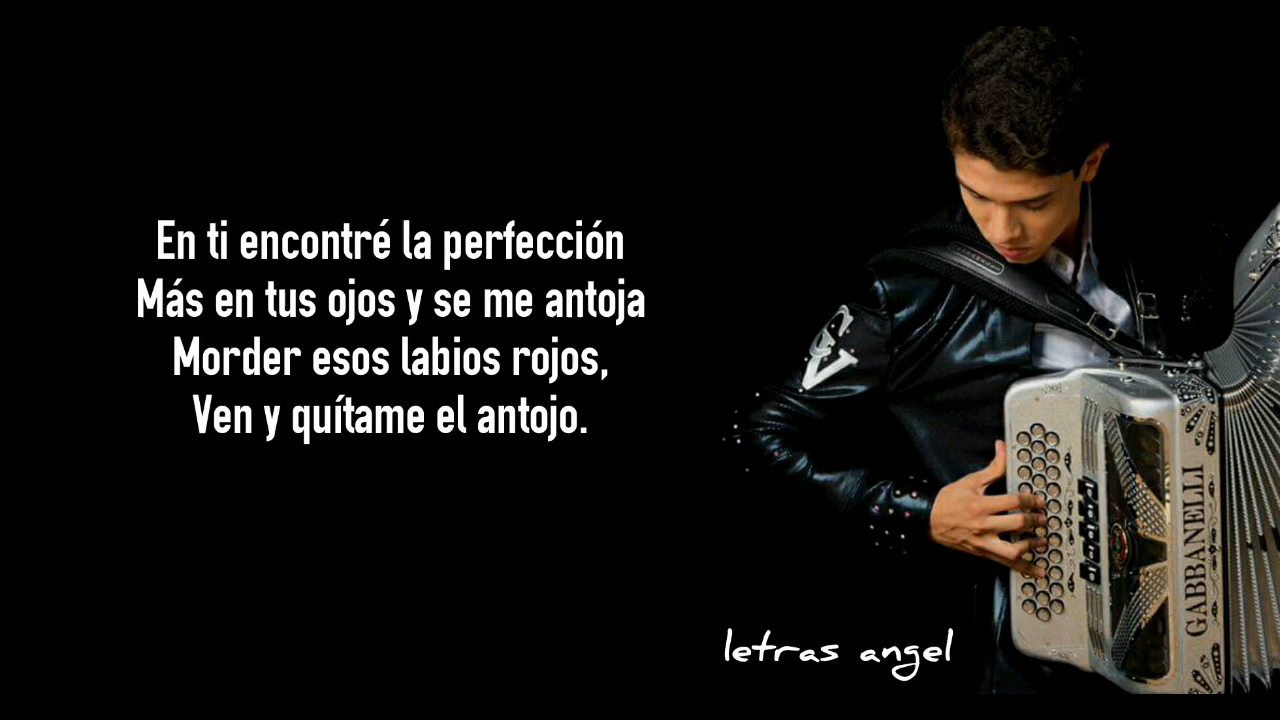 En ti encontré la perfección
Más en tus ojos y se me antoja
Morder esos labios rojos,
Ven y quítame el antojo.
GV
GABBANELLI
letras angel